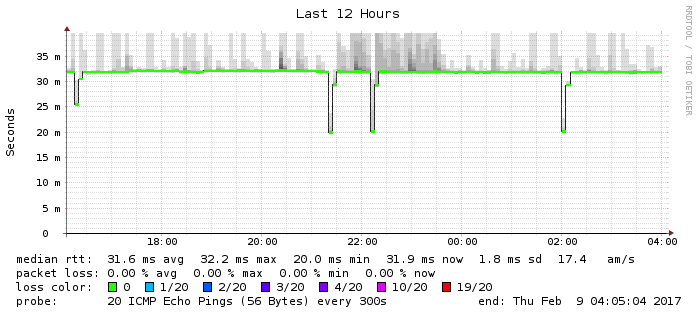 Last 12 Hours
RRDTOOL / TOBI OETIKER
Seconds
35 m
30 m
25 m
20 m
15 m
10 m
5 m
0
18:00 20:00 22:00 00:00 02:00 04:00
median rtt: 31.6 ms avg 32.2 ms max 20.0 ms min 31.9 ms now 1.8 ms sd 17.4 am/s
packet loss: 0.00 % avg 0.00 % max 0.00 % min 0.00 % now
loss color: 0 1/20 2/20 3/20 4/20 10/20 19/20
probe: 20 ICMP Echo Pings (56 Bytes) every 300s end: Thu Feb 9 04:05:04 2017